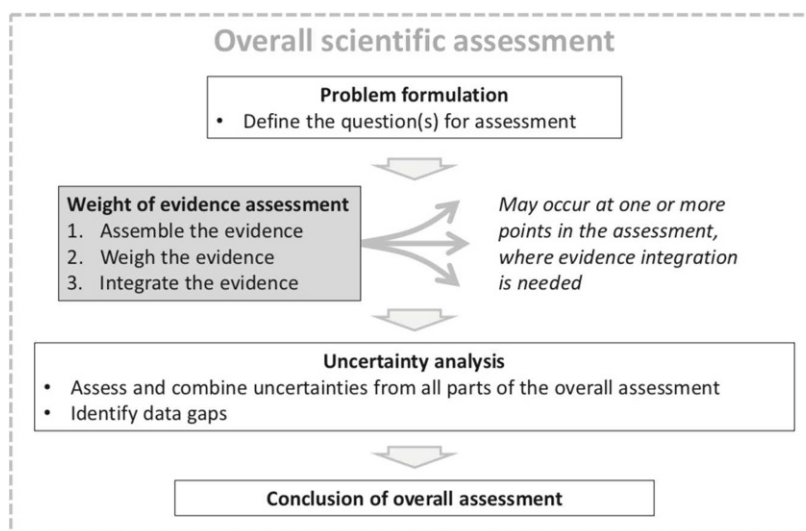 Overall scientific assessment
Problem formulation
• Define the question(s) for assessment
Weight of evidence assessment
1. Assemble the evidence
2. Weigh the evidence
3. Integrate the evidence
May occur at one or more
points in the assessment,
where evidence integration
is needed
Uncertainty analysis
• Assess and combine uncertainties from all parts of the overall assessment
• Identify data gaps
Conclusion of overall assessment